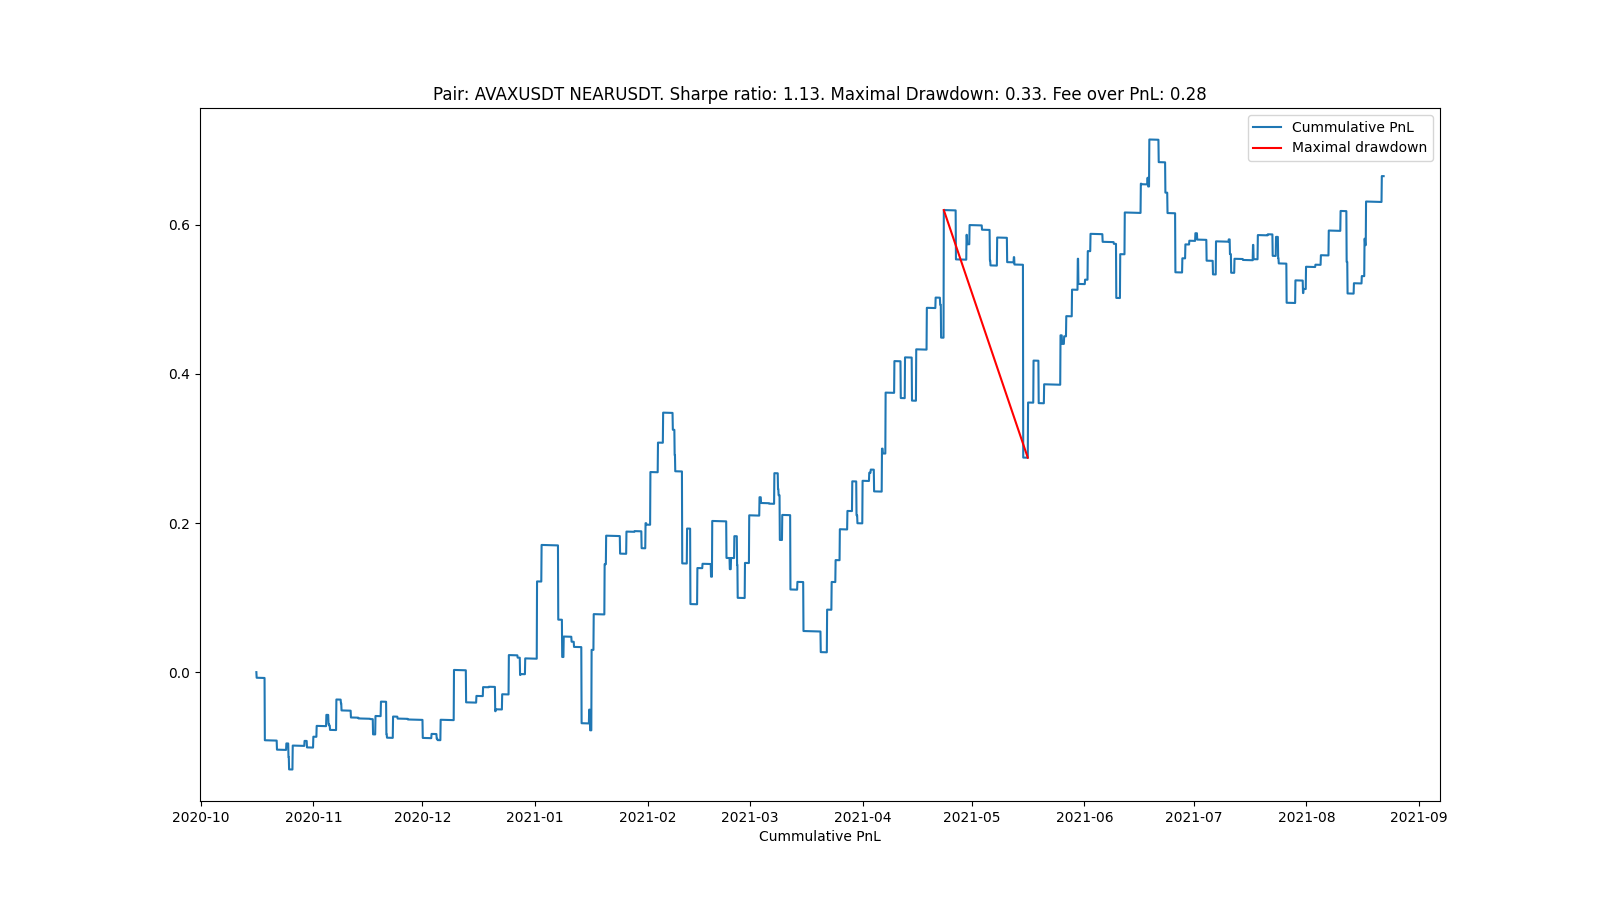 Pair: AVAXUSDT NEARUSDT. Sharpe ratio: 1.13. Maximal Drawdown: 0.33. Fee over PnL: 0.28
Cummulative PnL
Maximal drawdown
0.6
0.4
0.2
0.0
2020-10 2020-11 2020-12 2021-01 2021-02 2021-03 2021-04 2021-05 2021-06 2021-07 2021-08 2021-09
Cummulative PnL